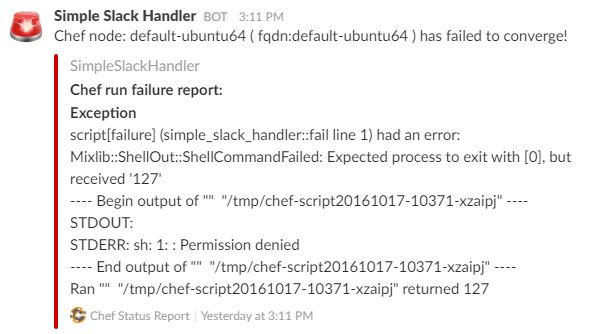 Simple Slack Handler BOT 3:11 PM
Chef node: default-ubuntu64 ( fqdn:default-ubuntu64 ) has failed to converge!
SimpleSlackHandler
Chef run failure report:
Exception
script[failure] (simple_slack_handler::fail line 1) had an error:
Mixlib::ShellOut::ShellCommandFailed: Expected process to exit with [0], but
received '127'
---- Begin output of ""  "/tmp/chef-script20161017-10371-xzaipj" ----
STDOUT:
STDERR: sh: 1: : Permission denied
---- End output of ""  "/tmp/chef-script20161017-10371-xzaipj" ----
Ran ""  "/tmp/chef-script20161017-10371-xzaipj" returned 127
Chef Status Report | Yesterday at 3:11 PM